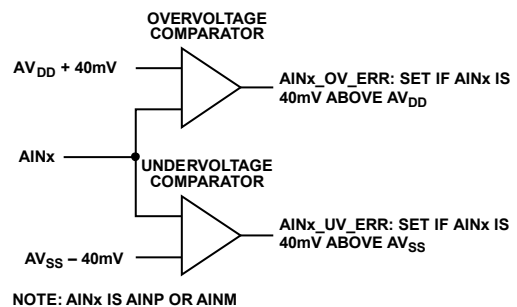 OVERVOLTAGE
COMPARATOR
AVDD + 40mV
AINx_OV_ERR: SET IF AINx IS
40mV ABOVE AVDD
AINx
UNDERVOLTAGE
COMPARATOR
AINx_UV_ERR: SET IF AINx IS
40mV ABOVE AVSS
AVSS – 40mV
NOTE: AINx IS AINP OR AINM